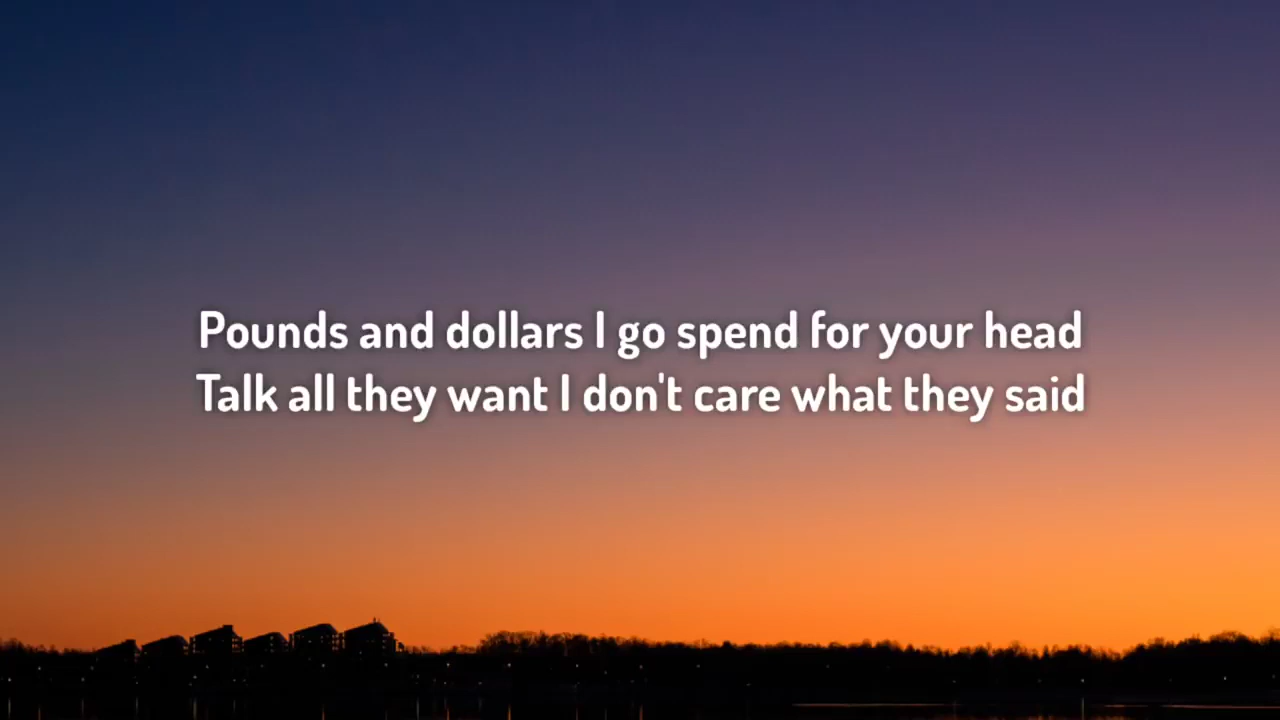 Pounds and dollars I go spend for your head
Talk all they want I don't care what they said